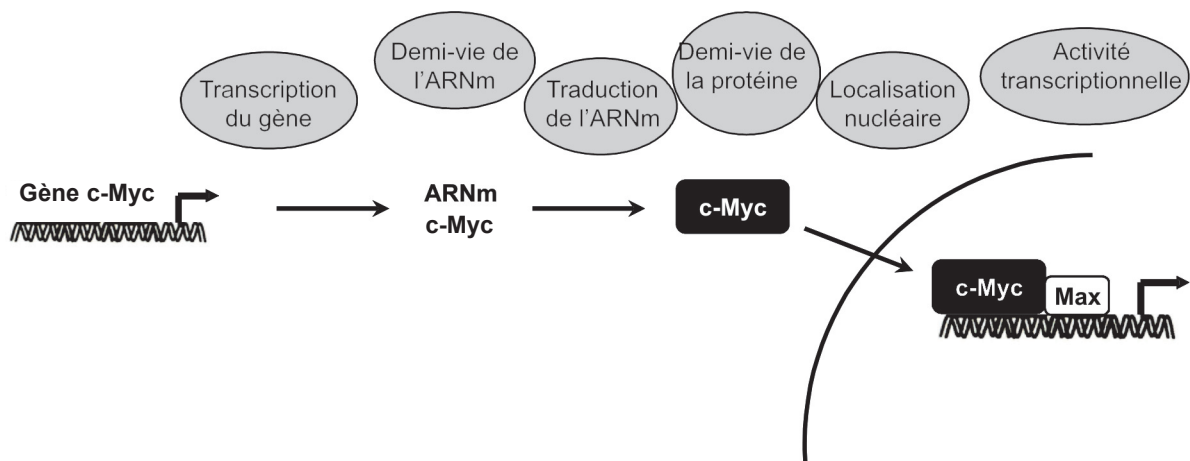 Transcription
du gène
Demi-vie de
l'ARNm
Traduction
de l'ARNm
Demi-vie de
la protéine
Localisation
nucléaire
Activité
transcriptionnelle
Gène c-Myc
ARNm
c-Myc
c-Myc
c-Myc
Max